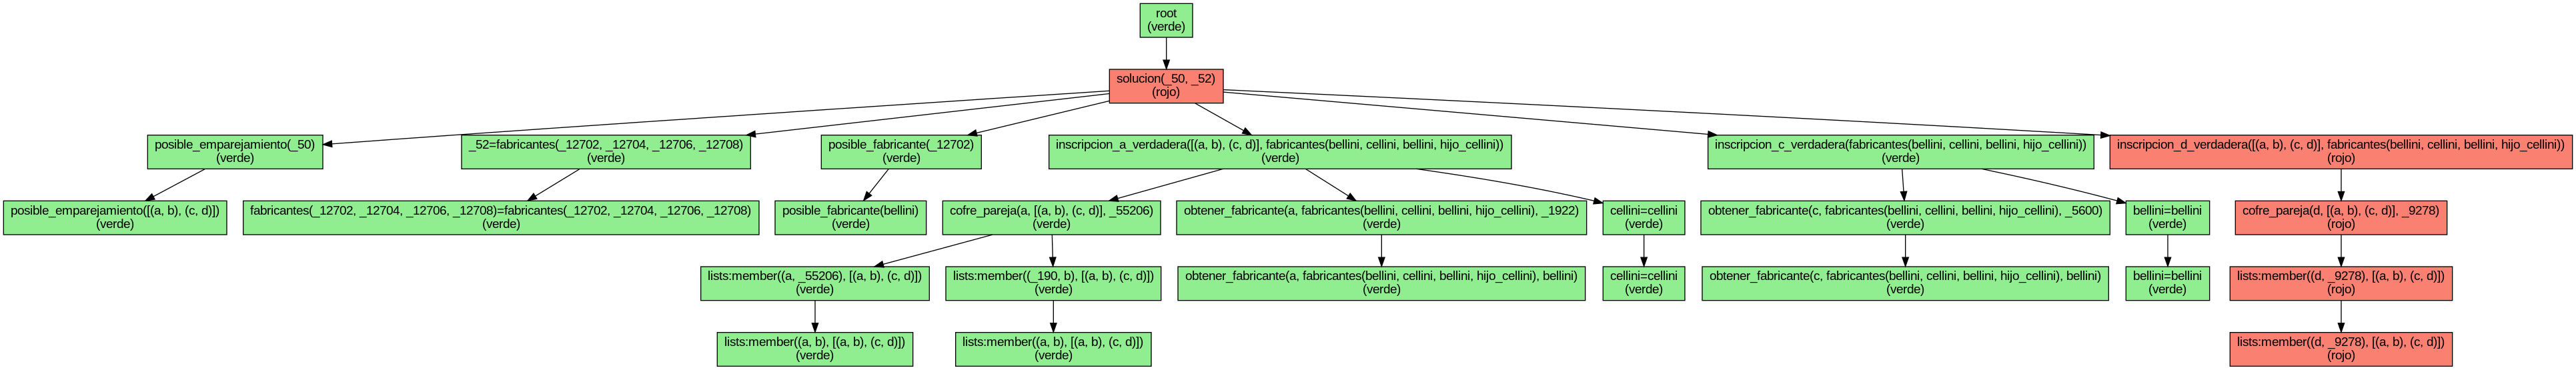 root
(verde)
solucion(_50, _52)
(rojo)
posible_emparejamiento(_50)
(verde)
_52=fabricantes(_12702, _12704, _12706, _12708)
(verde)
posible_fabricante(_12702)
(verde)
inscripcion_a_verdadera([(a, b), (c, d)], fabricantes(bellini, cellini, bellini, hijo_cellini))
(verde)
inscripcion_c_verdadera(fabricantes(bellini, cellini, bellini, hijo_cellini))
(verde)
inscripcion_d_verdadera([(a, b), (c, d)], fabricantes(bellini, cellini, bellini, hijo_cellini))
(rojo)
posible_emparejamiento([(a, b), (c, d)])
(verde)
fabricantes(_12702, _12704, _12706, _12708)=fabricantes(_12702, _12704, _12706, _12708)
(verde)
posible_fabricante(bellini)
(verde)
cofre_pareja(a, [(a, b), (c, d)], _55206)
(verde)
obtener_fabricante(a, fabricantes(bellini, cellini, bellini, hijo_cellini), _1922)
(verde)
cellini=cellini
(verde)
obtener_fabricante(c, fabricantes(bellini, cellini, bellini, hijo_cellini), _5600)
(verde)
bellini=bellini
(verde)
cofre_pareja(d, [(a, b), (c, d)], _9278)
(rojo)
lists:member((a, _55206), [(a, b), (c, d)])
(verde)
lists:member((_190, b), [(a, b), (c, d)])
(verde)
obtener_fabricante(a, fabricantes(bellini, cellini, bellini, hijo_cellini), bellini)
(verde)
cellini=cellini
(verde)
obtener_fabricante(c, fabricantes(bellini, cellini, bellini, hijo_cellini), bellini)
(verde)
bellini=bellini
(verde)
lists:member((d, _9278), [(a, b), (c, d)])
(rojo)
lists:member((a, b), [(a, b), (c, d)])
(verde)
lists:member((a, b), [(a, b), (c, d)])
(verde)
lists:member((d, _9278), [(a, b), (c, d)])
(rojo)